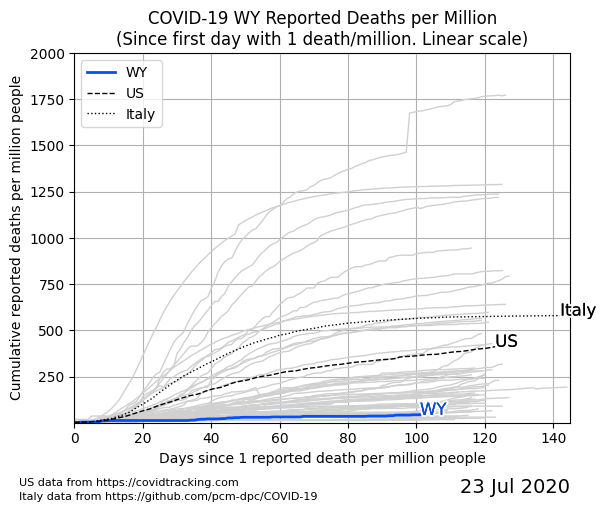 COVID-19 WY Reported Deaths per Million
(Since first day with 1 death/million. Linear scale)
Cumulative reported deaths per million people
2000
1750
1500
1250
1000
750
500
250
WY
US
Italy
Italy
US
WY
0 20 40 60 80 100 120 140
Days since 1 reported death per million people
US data from https://covidtracking.com
Italy data from https://github.com/pcm-dpc/COVID-19
23 Jul 2020